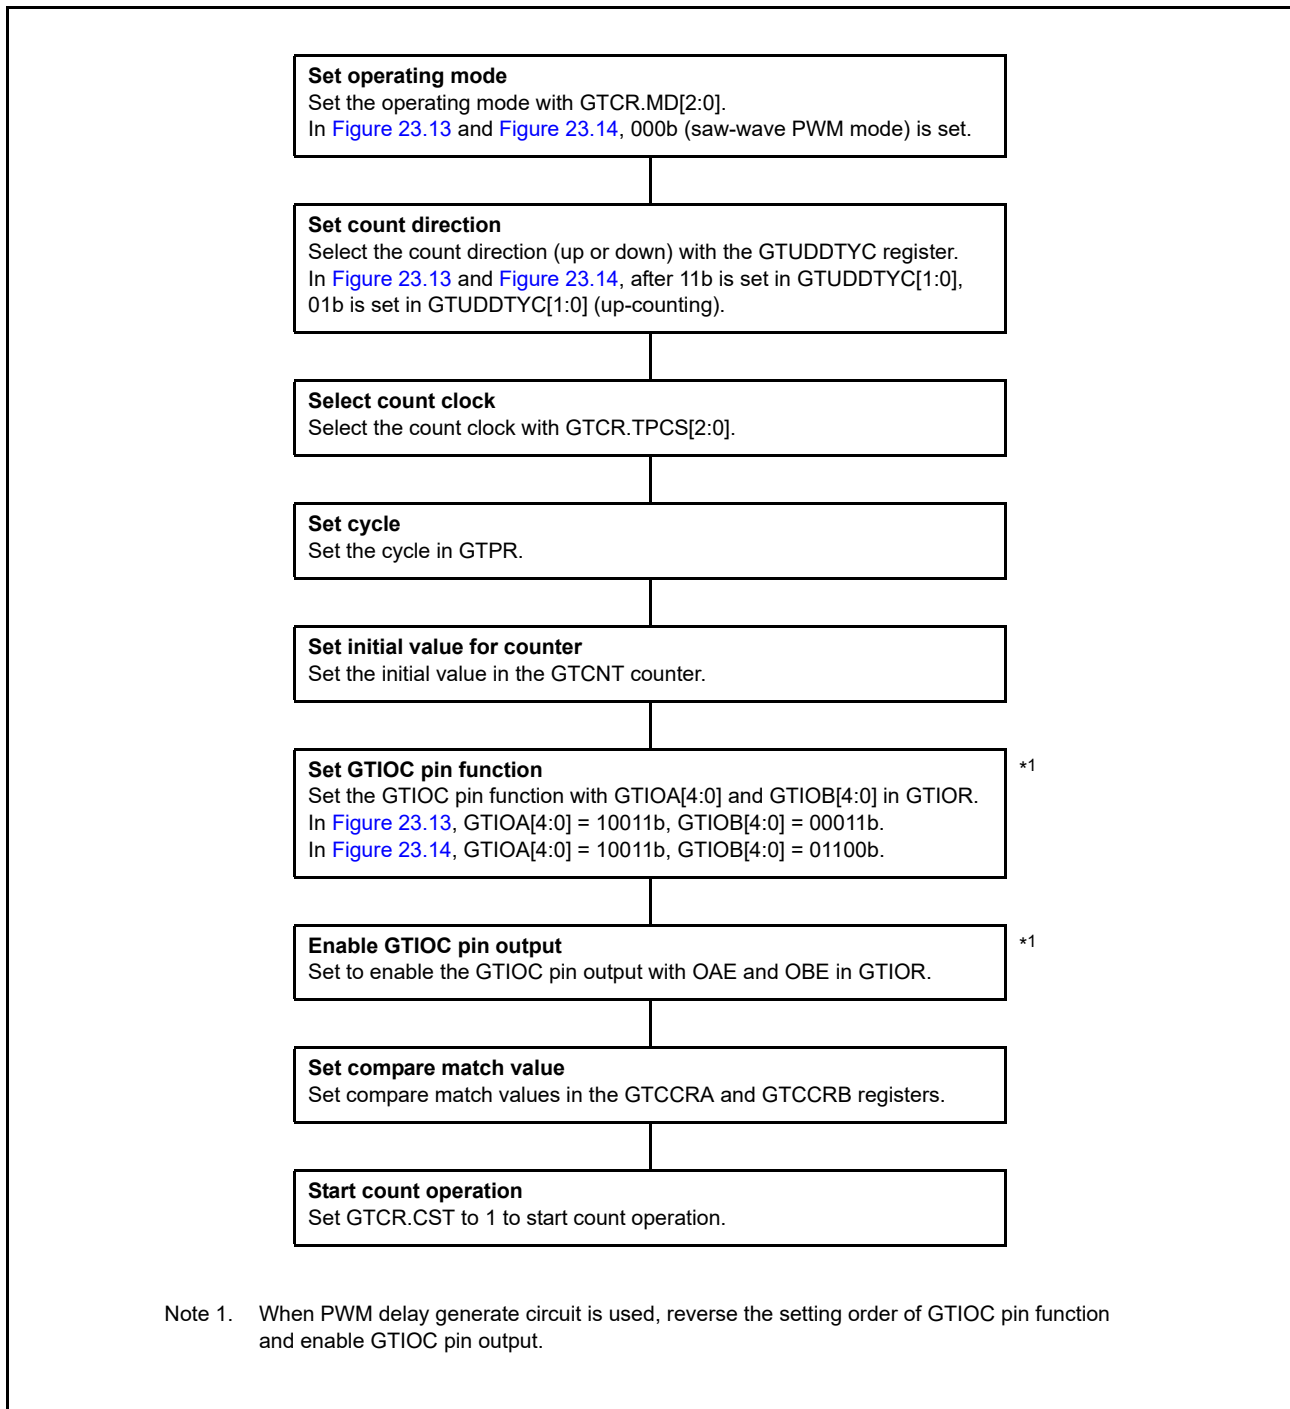 Set operating mode
Set the operating mode with GTCR.MD[2:0].
In Figure 23.13 and Figure 23.14, 000b (saw-wave PWM mode) is set.
Set count direction
Select the count direction (up or down) with the GTUDDTYC register.
In Figure 23.13 and Figure 23.14, after 11b is set in GTUDDTYC[1:0],
01b is set in GTUDDTYC[1:0] (up-counting).
Select count clock
Select the count clock with GTCR.TPCS[2:0].
Set cycle
Set the cycle in GTPR.
Set initial value for counter
Set the initial value in the GTCNT counter.
Set GTIOC pin function *1
Set the GTIOC pin function with GTIOA[4:0] and GTIOB[4:0] in GTIOR.
In Figure 23.13, GTIOA[4:0] = 10011b, GTIOB[4:0] = 00011b.
In Figure 23.14, GTIOA[4:0] = 10011b, GTIOB[4:0] = 01100b.
Enable GTIOC pin output *1
Set to enable the GTIOC pin output with OAE and OBE in GTIOR.
Set compare match value
Set compare match values in the GTCCRA and GTCCRB registers.
Start count operation
Set GTCR.CST to 1 to start count operation.
Note 1. When PWM delay generate circuit is used, reverse the setting order of GTIOC pin function
and enable GTIOC pin output.